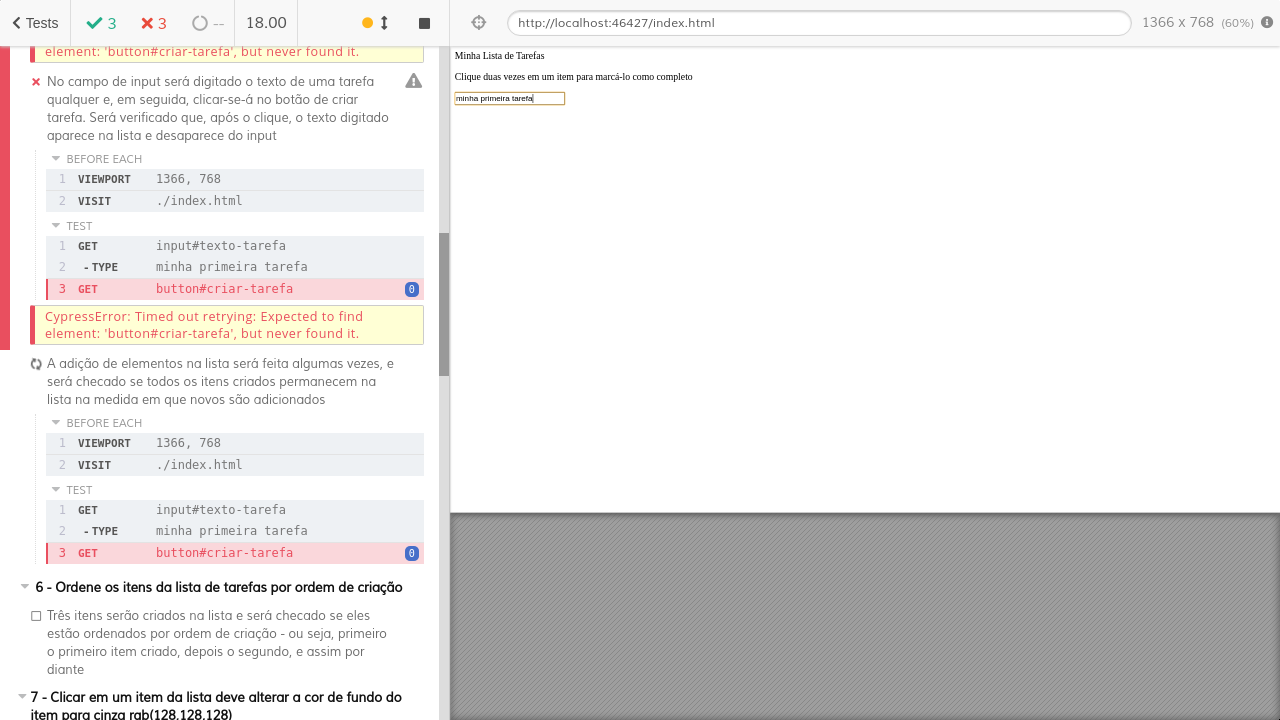 Tests
3
3
--
18.00
http://localhost:46427/index.html
1366 x 768 (60%)
element: 'button#criar-tarefa', but never found it.
No campo de input será digitado o texto de uma tarefa
qualquer e, em seguida, clicar-se-á no botão de criar
tarefa. Será verificado que, após o clique, o texto digitado
aparece na lista e desaparece do input
BEFORE EACH
1 VIEWPORT 1366, 768
2 VISIT ./index.html
TEST
1 GET input#texto-tarefa
2 -TYPE minha primeira tarefa
3 GET button#criar-tarefa 0
CypressError: Timed out retrying: Expected to find
element: 'button#criar-tarefa', but never found it.
A adição de elementos na lista será feita algumas vezes, e
será checado se todos os itens criados permanecem na
lista na medida em que novos são adicionados
BEFORE EACH
1 VIEWPORT 1366, 768
2 VISIT ./index.html
TEST
1 GET input#texto-tarefa
2 -TYPE minha primeira tarefa
3 GET button#criar-tarefa 0
6 - Ordene os itens da lista de tarefas por ordem de criação
Três itens serão criados na lista e será checado se eles
estão ordenados por ordem de criação - ou seja, primeiro
o primeiro item criado, depois o segundo, e assim por
diante
7 - Clicar em um item da lista deve alterar a cor de fundo do
item para cinza rgb(128,128,128)
Minha Lista de Tarefas
Clique duas vezes em um item para marcá-lo como completo
minha primeira tarefa